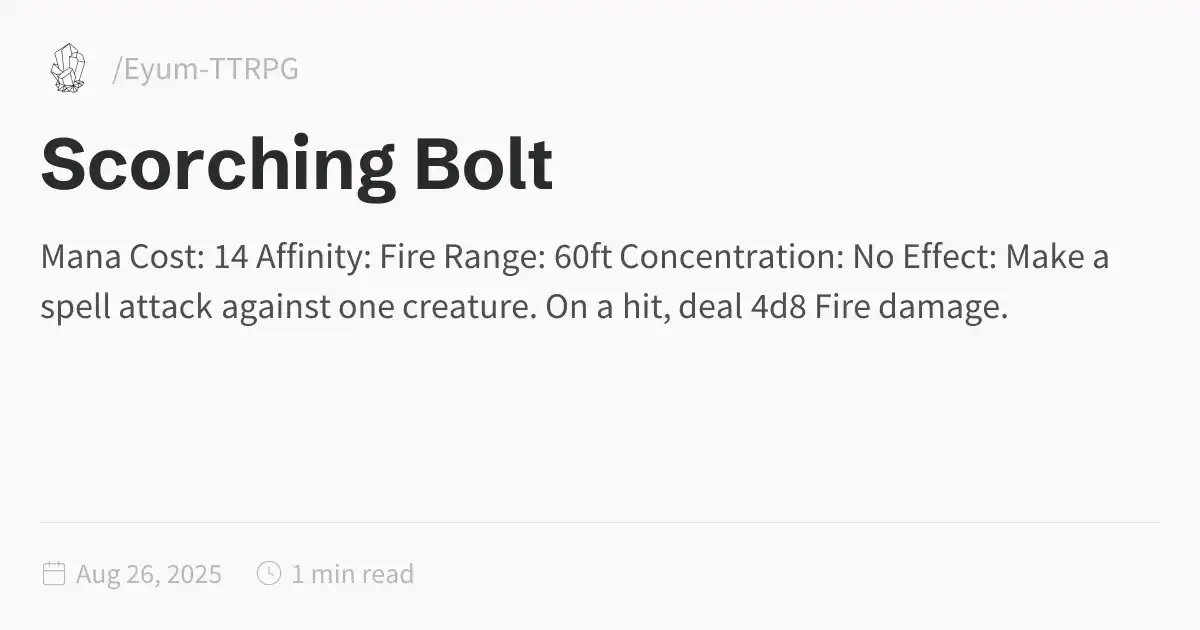 /Eyum-TTRPG
Scorching Bolt
Mana Cost: 14 Affinity: Fire Range: 60ft Concentration: No Effect: Make a
spell attack against one creature. On a hit, deal 4d8 Fire damage.
Aug 26, 2025 1 min read